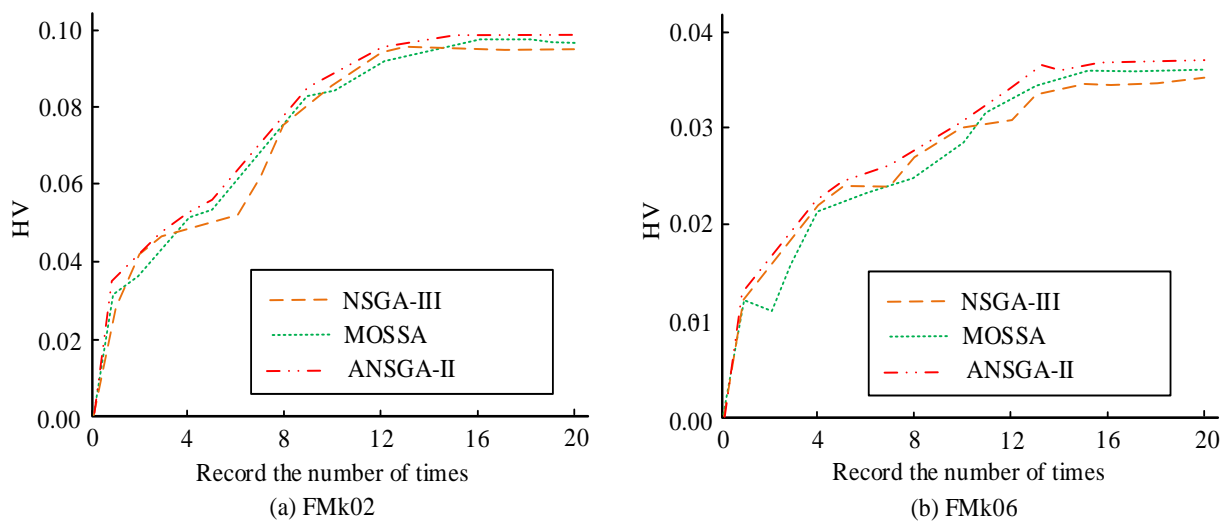 0.10
0.08
0.06
0.04
0.02
0.00
HV
NSGA-III
MOSSA
ANSGA-II
0 4 8 12 16 20
Record the number of times
(a) FMk02
0.04
0.03
0.02
0.01
0.00
HV
NSGA-III
MOSSA
ANSGA-II
0 4 8 12 16 20
Record the number of times
(b) FMk06